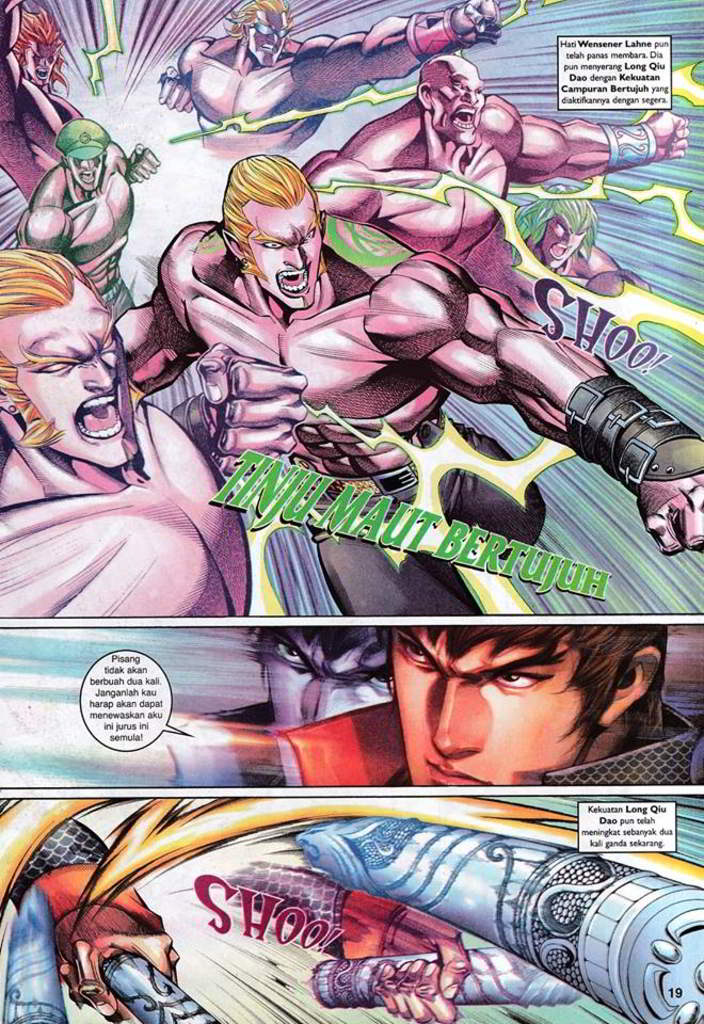 Hati Wensener Lahne pun
telah panas membara. Dia
pun menyerang Long Qiu
Dao dengan Kekuatan
Campuran Bertujuh yang
diaktifkannya dengan segera.
SHOO!
TINJU MAUT BERTUJUH
Pisang
tidak akan
berbuah dua kali.
Janganlah kau
harap akan dapat
menewaskan aku
ini jurus ini
semula!
Kekuatan Long Qiu
Dao pun telah
meningkat sebanyak dua
kali ganda sekarang.
SHOO!
19